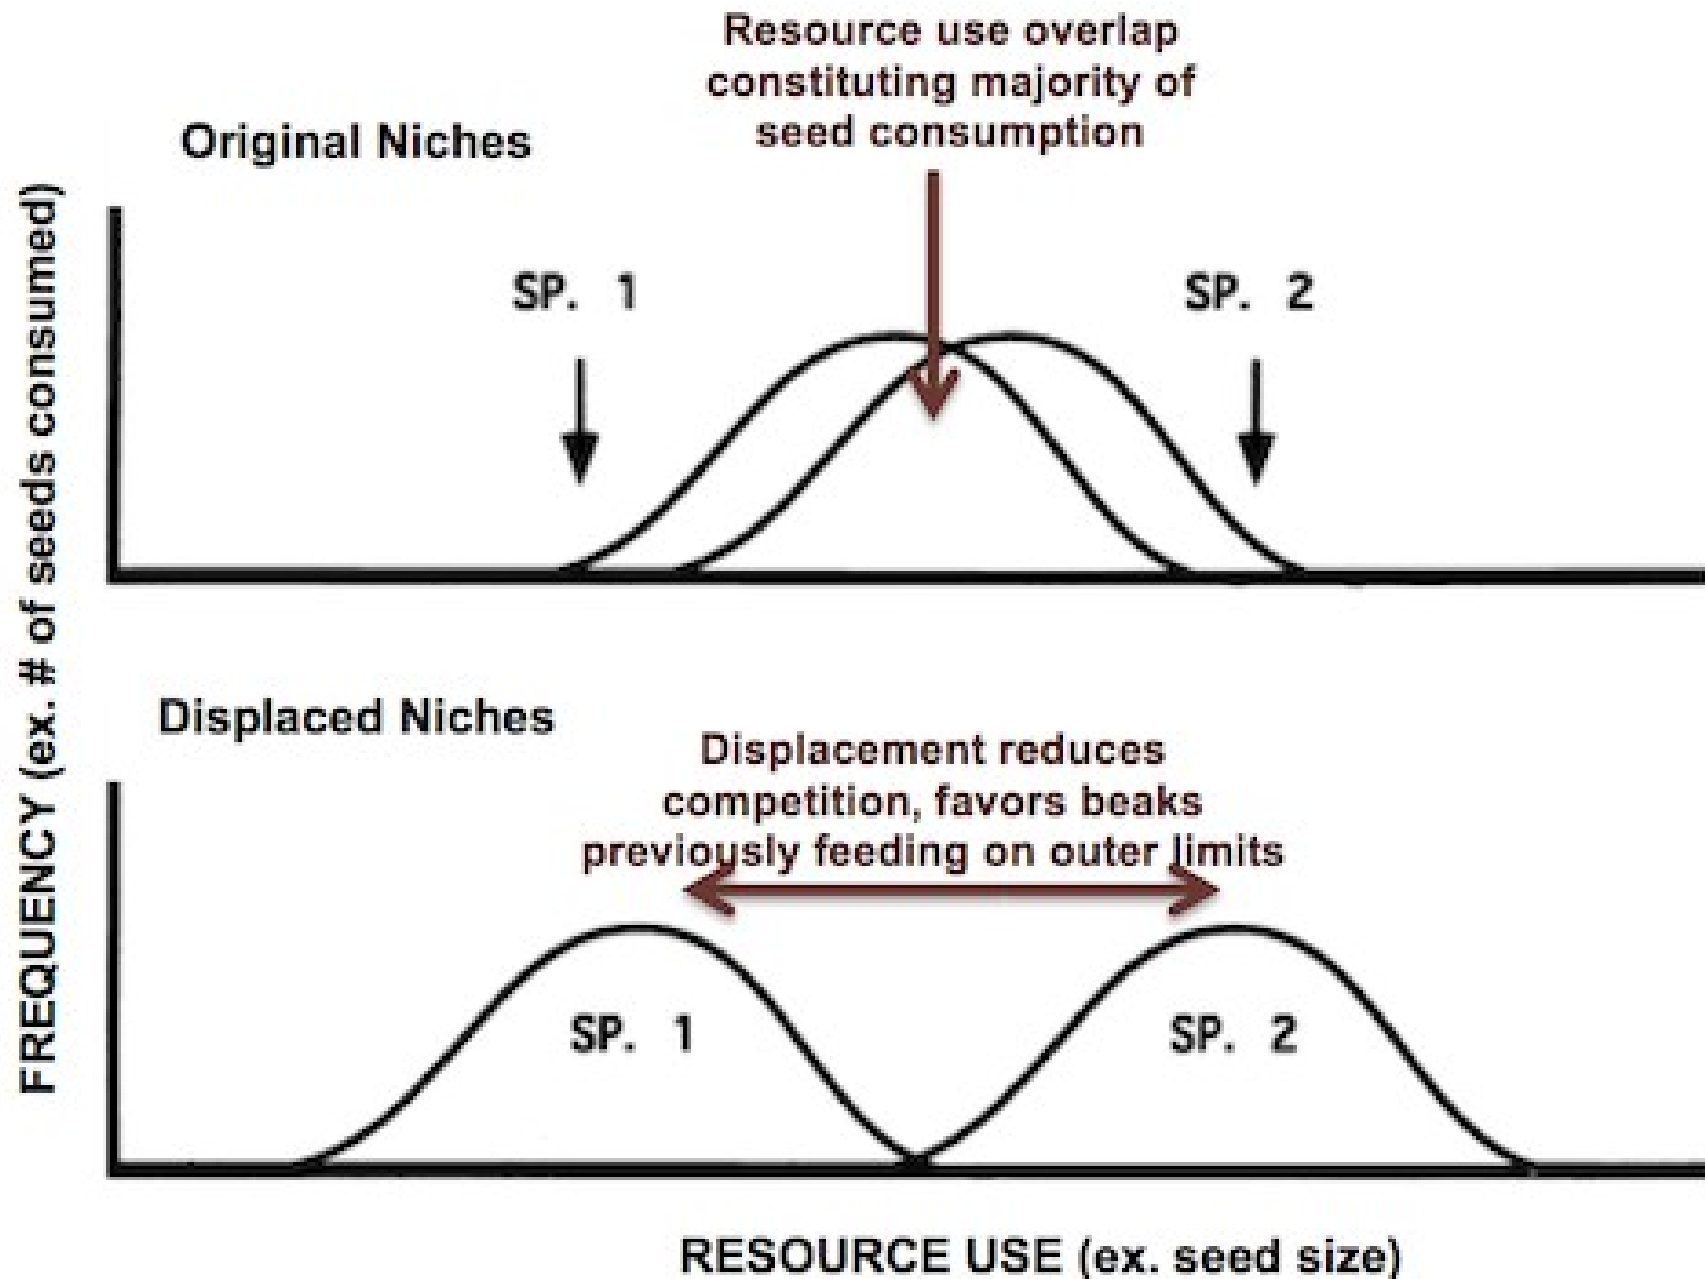 Resource use overlap
constituting majority of
seed consumption
Original Niches
SP. 1
SP. 2
FREQUENCY (ex. # of seeds consumed)
Displaced Niches
Displacement reduces
competition, favors beaks
previously feeding on outer limits
SP. 1
SP. 2
RESOURCE USE (ex. seed size)